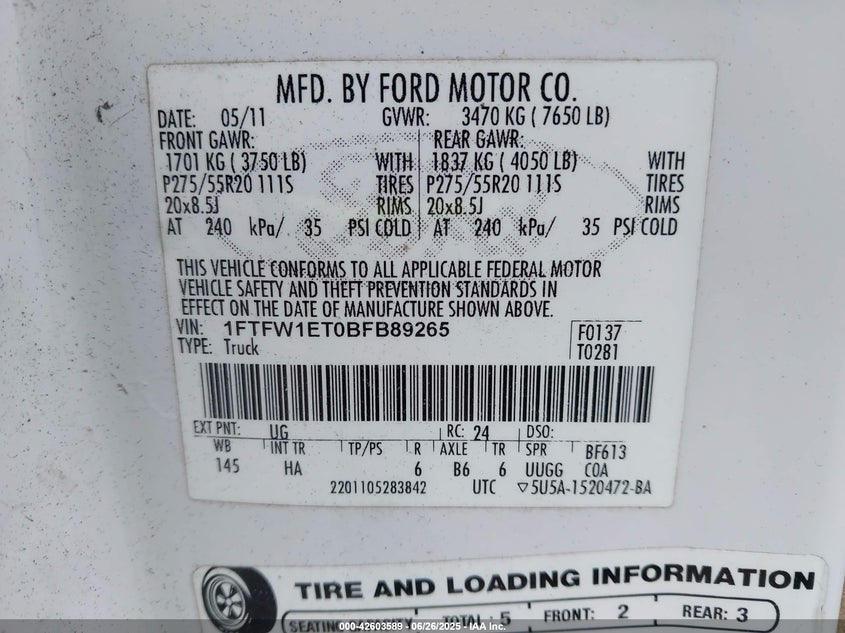 MFD. BY FORD MOTOR CO.
DATE: 05/11 GVWR: 3470 KG ( 7650 LB)
FRONT GAWR: REAR GAWR:
1701 KG ( 3750 LB) WITH 1837 KG ( 4050 LB) WITH
P275/55R20 111S TIRES P275/55R20 111S TIRES
20x8.5J RIMS 20x8.5J RIMS
AT 240 kPa/ 35 PSI COLD AT 240 kPa/ 35 PSI COLD
THIS VEHICLE CONFORMS TO ALL APPLICABLE FEDERAL MOTOR
VEHICLE SAFETY AND THEFT PREVENTION STANDARDS IN
EFFECT ON THE DATE OF MANUFACTURE SHOWN ABOVE.
VIN: 1FTFW1ET0BFB89265 F0137
TYPE: Truck T0281
EXT PNT: UG RC: 24 DSO:
WB INT TR TP/PS R AXLE TR SPR BF613
145 HA 6 B6 6 UUGG COA
2201105283842 UTC ▽5U5A-1520472-BA
TIRE AND LOADING INFORMATION
SEATING CAPACITY TOTAL: 5 FRONT: 2 REAR: 3
000-42603589 - 06/26/2025 - IAA Inc.